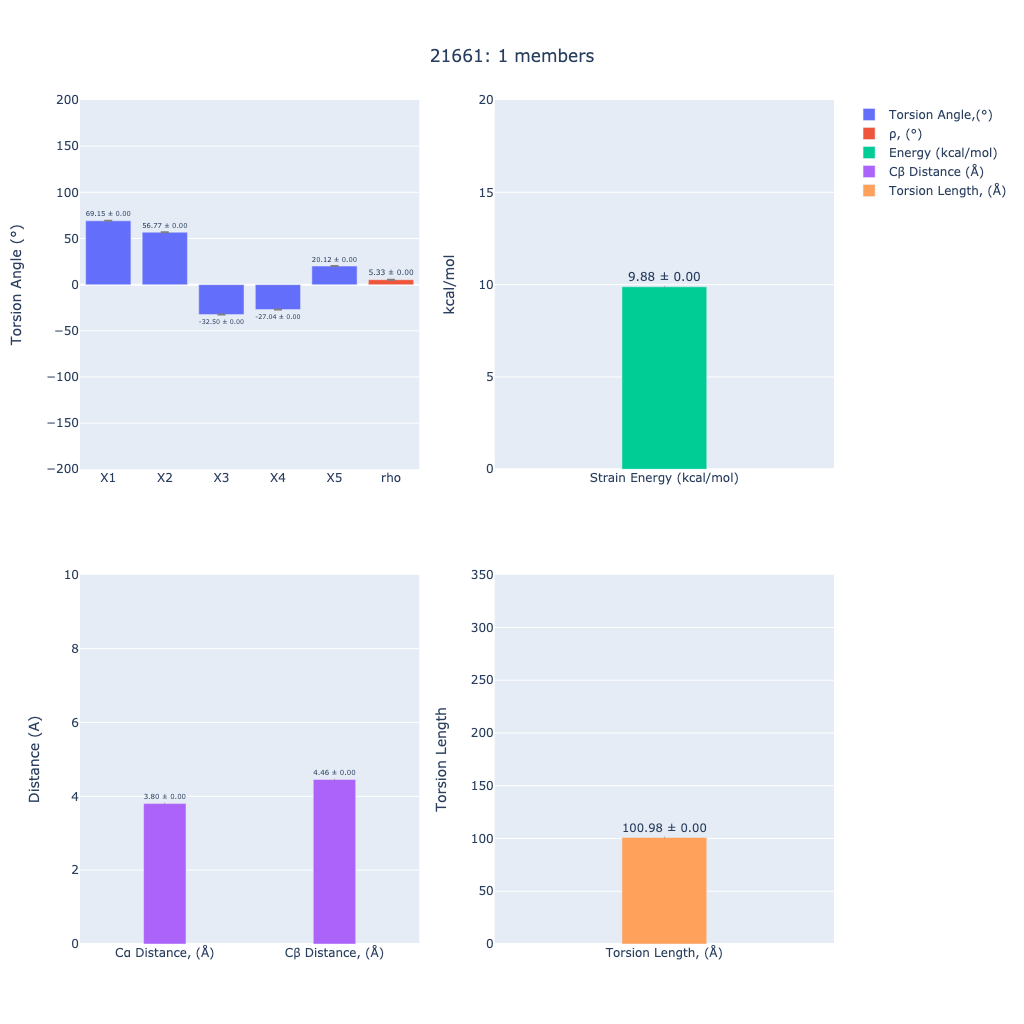 21661: 1 members
Torsion Angle (°)
200
150
100
50
0
−50
−100
−150
−200
69.15 ± 0.00
56.77 ± 0.00
-32.50 ± 0.00
-27.04 ± 0.00
20.12 ± 0.00
5.33 ± 0.00
X1
X2
X3
X4
X5
rho
kcal/mol
20
15
10
5
0
9.88 ± 0.00
Strain Energy (kcal/mol)
Torsion Angle,(°)
ρ, (°)
Energy (kcal/mol)
Cβ Distance (Å)
Torsion Length, (Å)
Distance (A)
10
8
6
4
2
0
3.80 ± 0.00
4.46 ± 0.00
Cα Distance, (Å)
Cβ Distance, (Å)
Torsion Length
350
300
250
200
150
100
50
0
100.98 ± 0.00
Torsion Length, (Å)